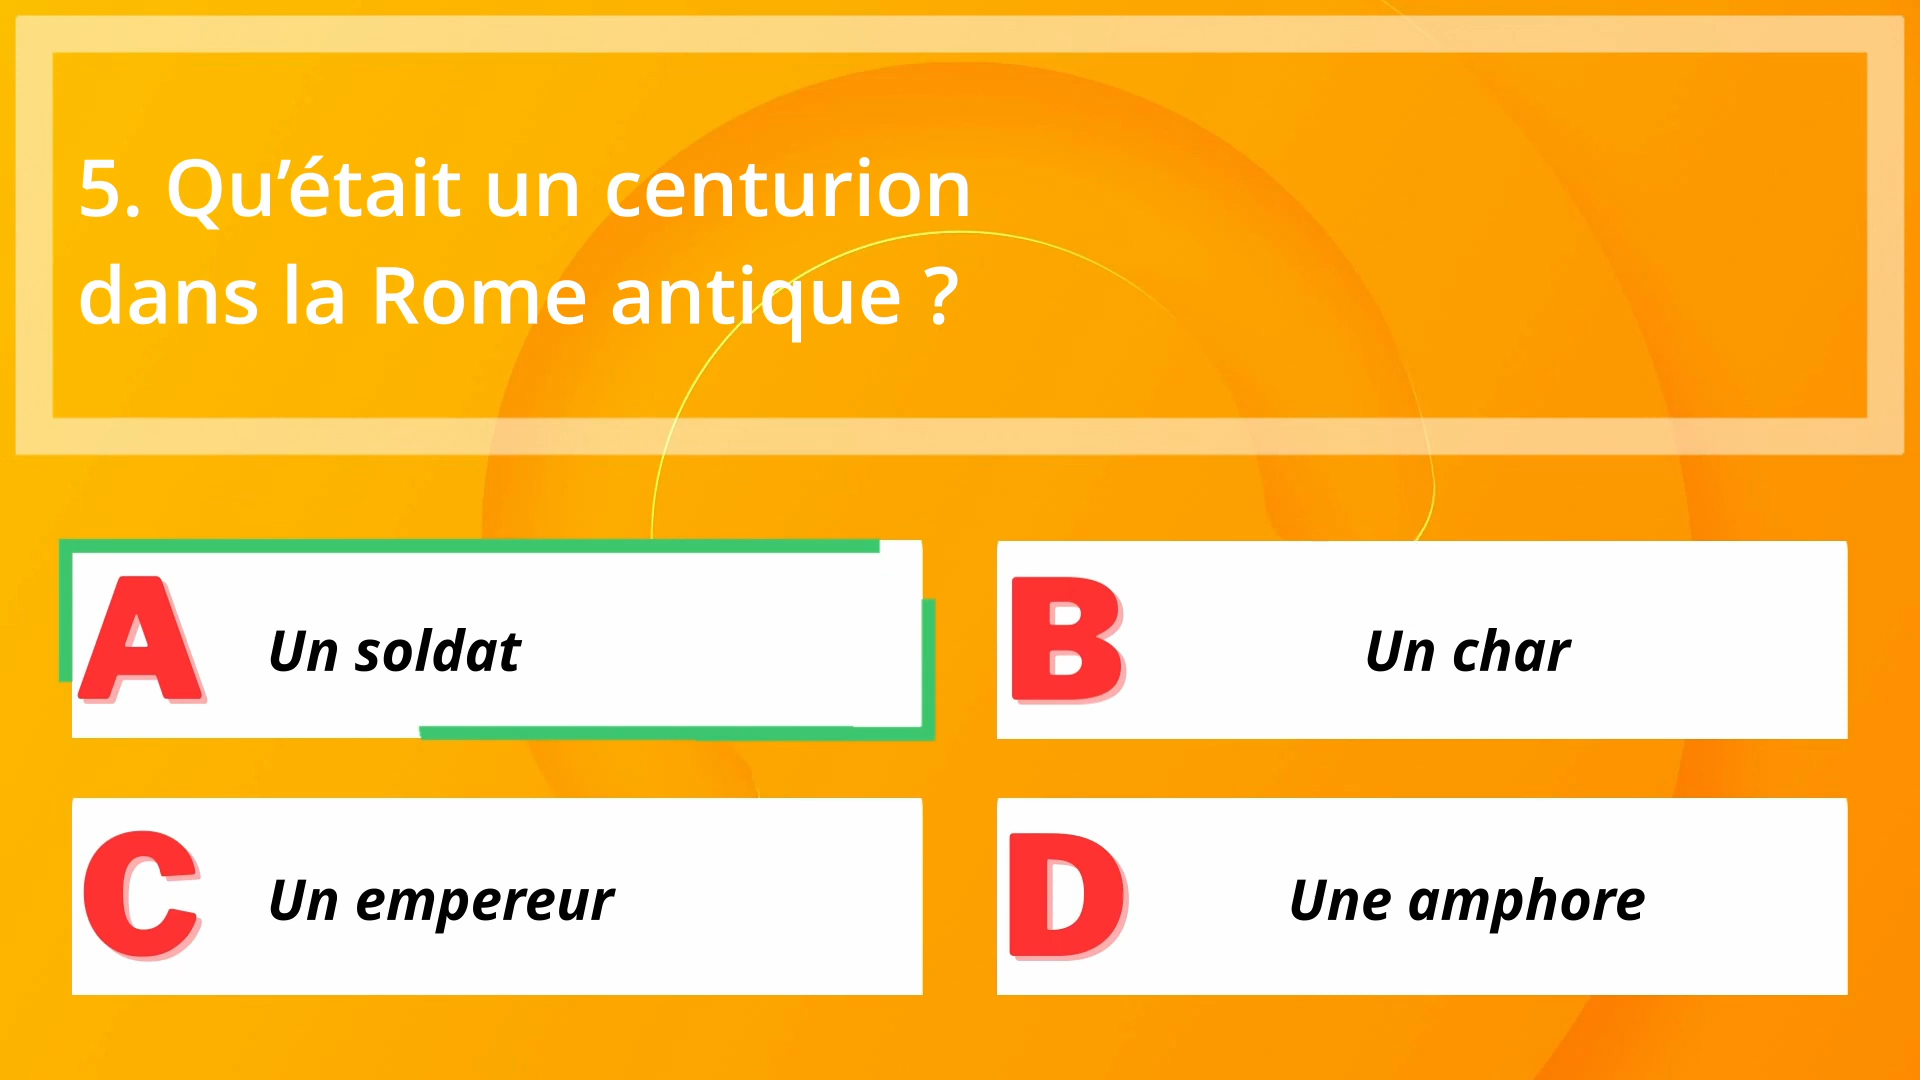 5. Qu’était un centurion
dans la Rome antique ?
A Un soldat
B Un char
C Un empereur
D Une amphore